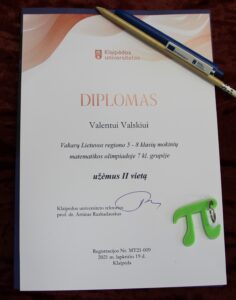 Klaipėdos
universitetas
DIPLOMAS
Valentui Valskiui
Vakarų Lietuvos regiono 5 - 8 klasių mokinių
matematikos olimpiadoje 7 kl. grupėje
užėmus II vietą
Klaipėdos universiteto rektorius
prof. dr. Artūras Razbadauskas
Registracijos Nr. MT21-009
2021 m. lapkričio 19 d.
Klaipėda